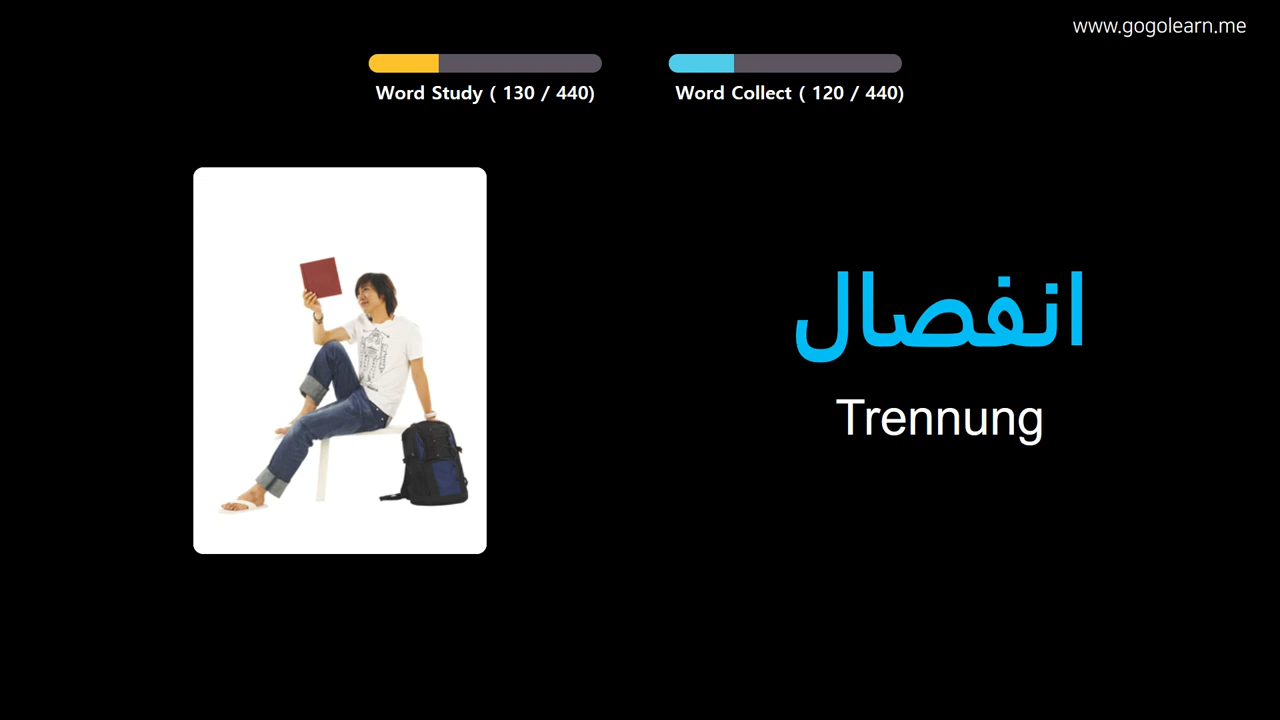 www.gogolearn.me
Word Study ( 130 / 440)
Word Collect ( 120 / 440)
انفصال
Trennung